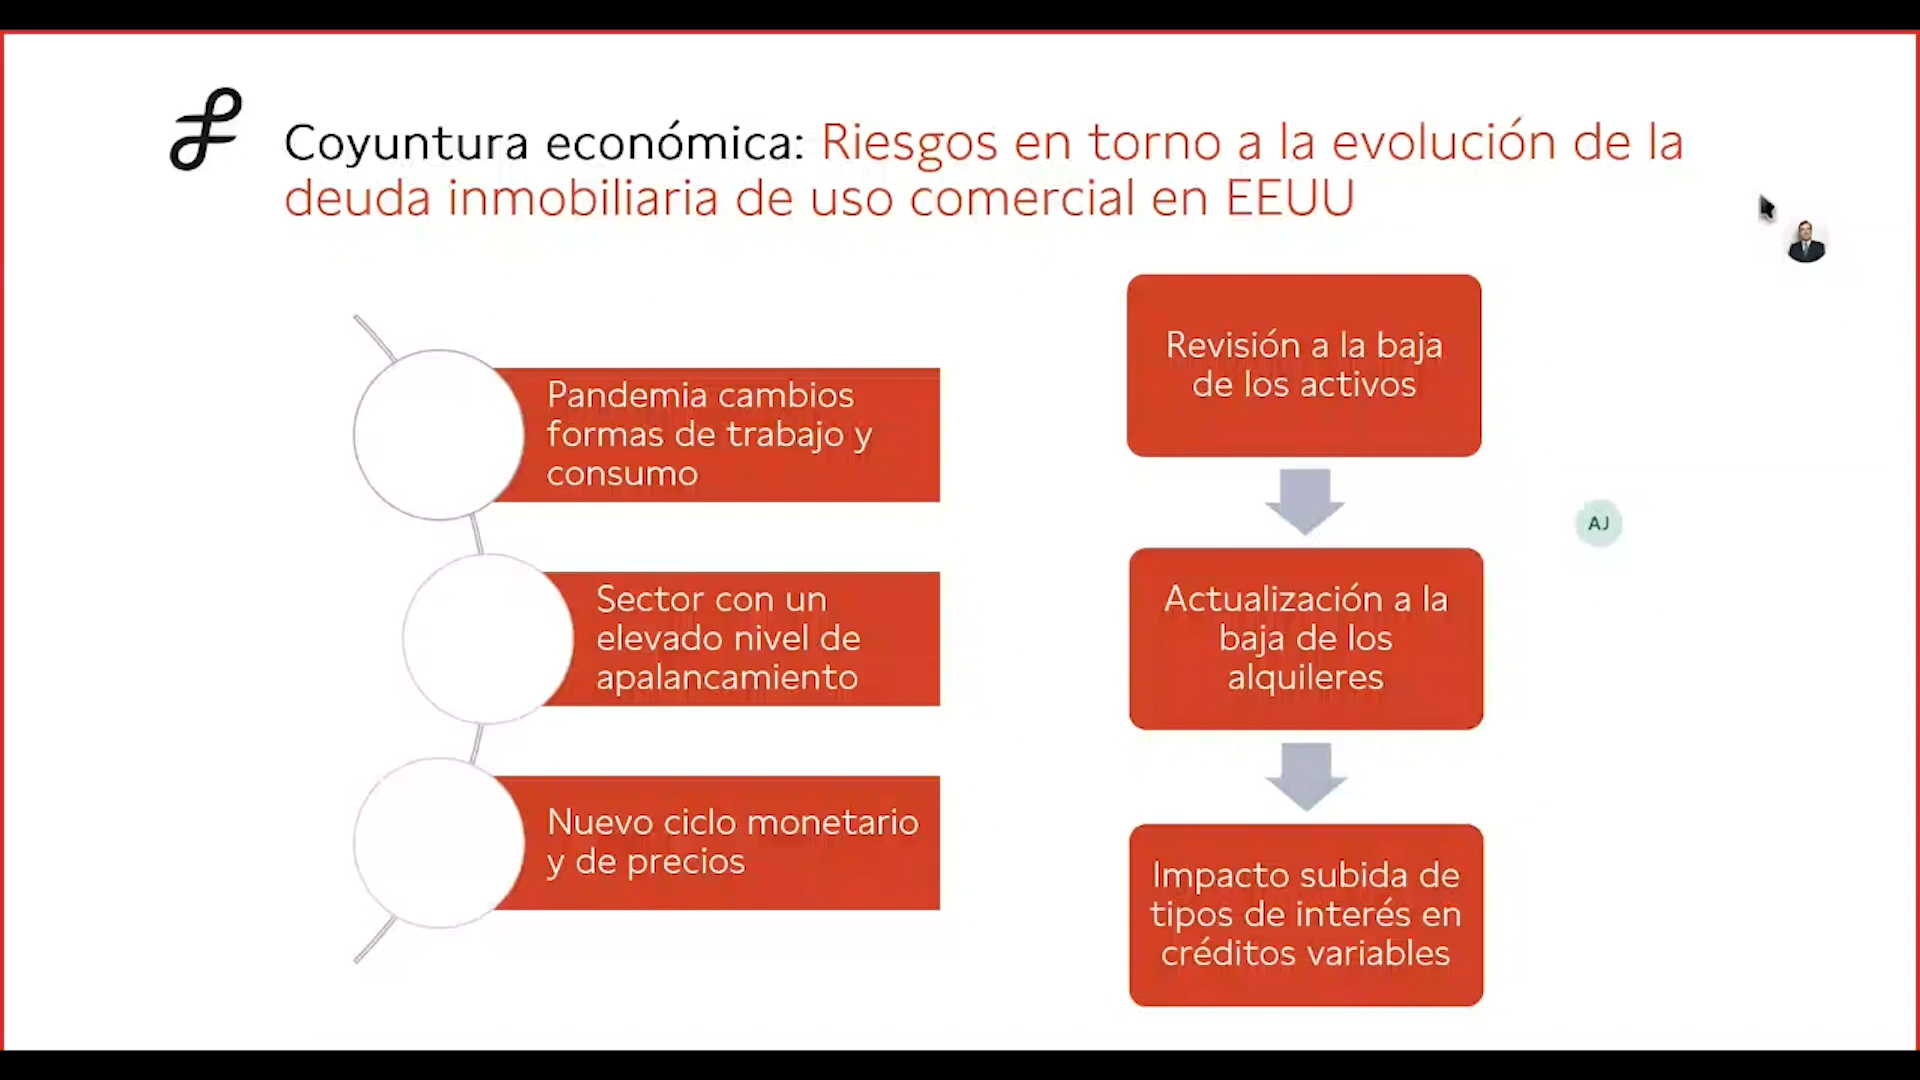 Coyuntura económica: Riesgos en torno a la evolución de la
deuda inmobiliaria de uso comercial en EEUU
Pandemia cambios
formas de trabajo y
consumo
Sector con un
elevado nivel de
apalancamiento
Nuevo ciclo monetario
y de precios
Revisión a la baja
de los activos
Actualización a la
baja de los
alquileres
Impacto subida de
tipos de interés en
créditos variables
AJ